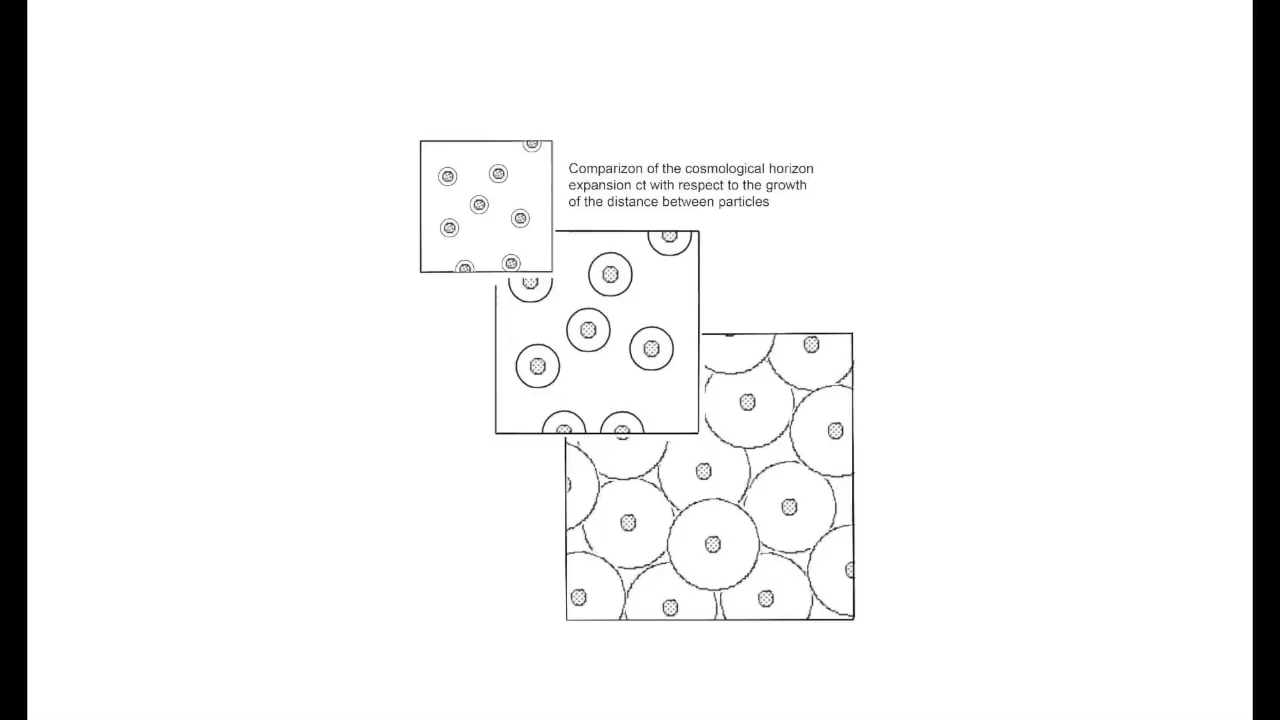 Comparizon of the cosmological horizon
expansion ct with respect to the growth
of the distance between particles